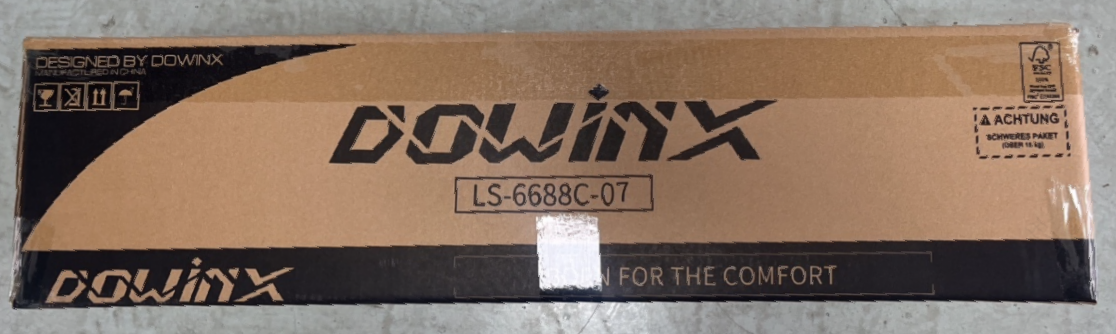 DESIGNED BY DOWINX
MANUFACTURED IN CHINA
FSC
DOWINX
ACHTUNG
SCHWERES PAKET
(ÜBER 15 kg)
LS-6688C-07
FOR THE COMFORT
DOWINX